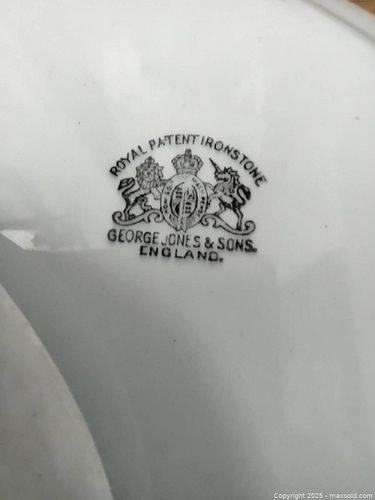 ROYAL PATENT IRONSTONE
GEORGE JONES & SONS.
ENGLAND.
Copyright © 2025 - maxsold.com